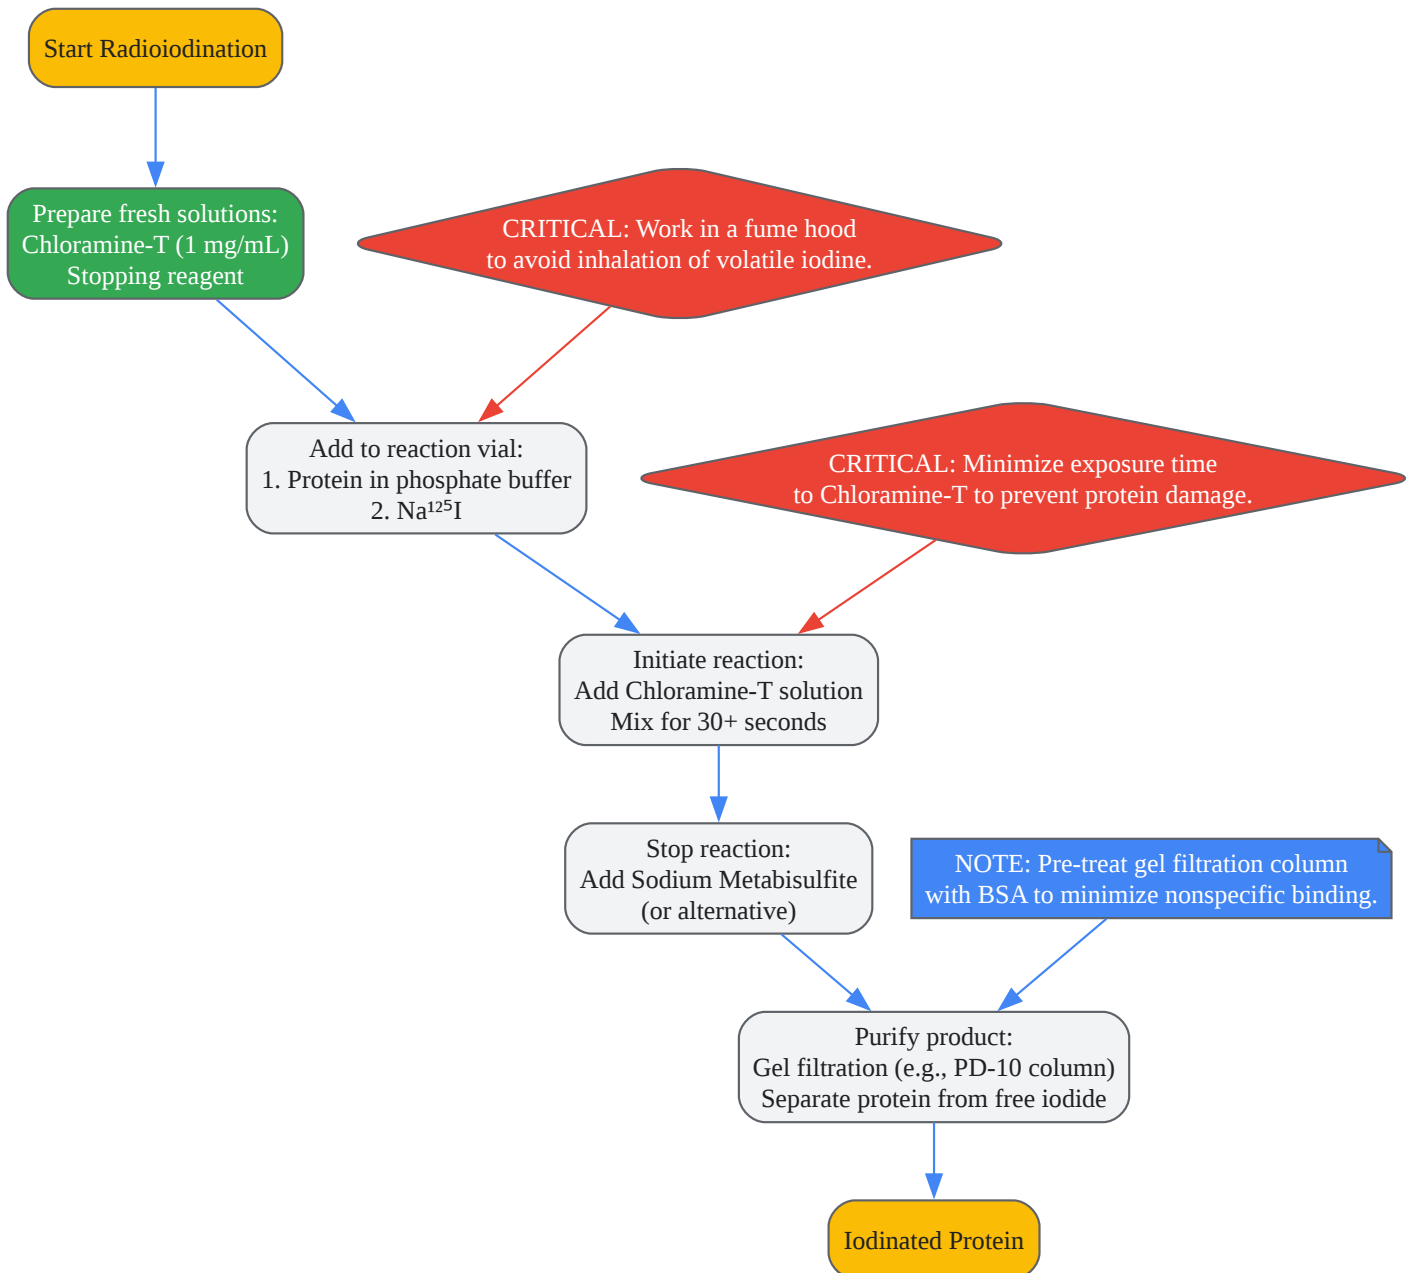 Start Radioiodination
Prepare fresh solutions:
Chloramine-T (1 mg/mL)
Stopping reagent
CRITICAL: Work in a fume hood
to avoid inhalation of volatile iodine.
Add to reaction vial:
1. Protein in phosphate buffer
2. Na¹²⁵I
CRITICAL: Minimize exposure time
to Chloramine-T to prevent protein damage.
Initiate reaction:
Add Chloramine-T solution
Mix for 30+ seconds
Stop reaction:
Add Sodium Metabisulfite
(or alternative)
NOTE: Pre-treat gel filtration column
with BSA to minimize nonspecific binding.
Purify product:
Gel filtration (e.g., PD-10 column)
Separate protein from free iodide
Iodinated Protein